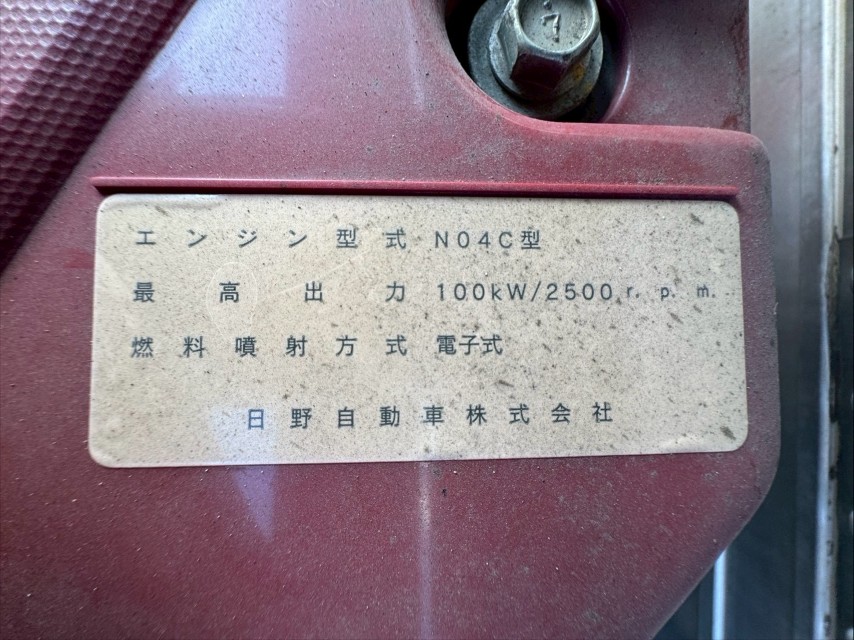 7
エンジン型式 N04C型
最高出力 100kW/2500r.p.m.
燃料噴射方式 電子式
日野自動車株式会社